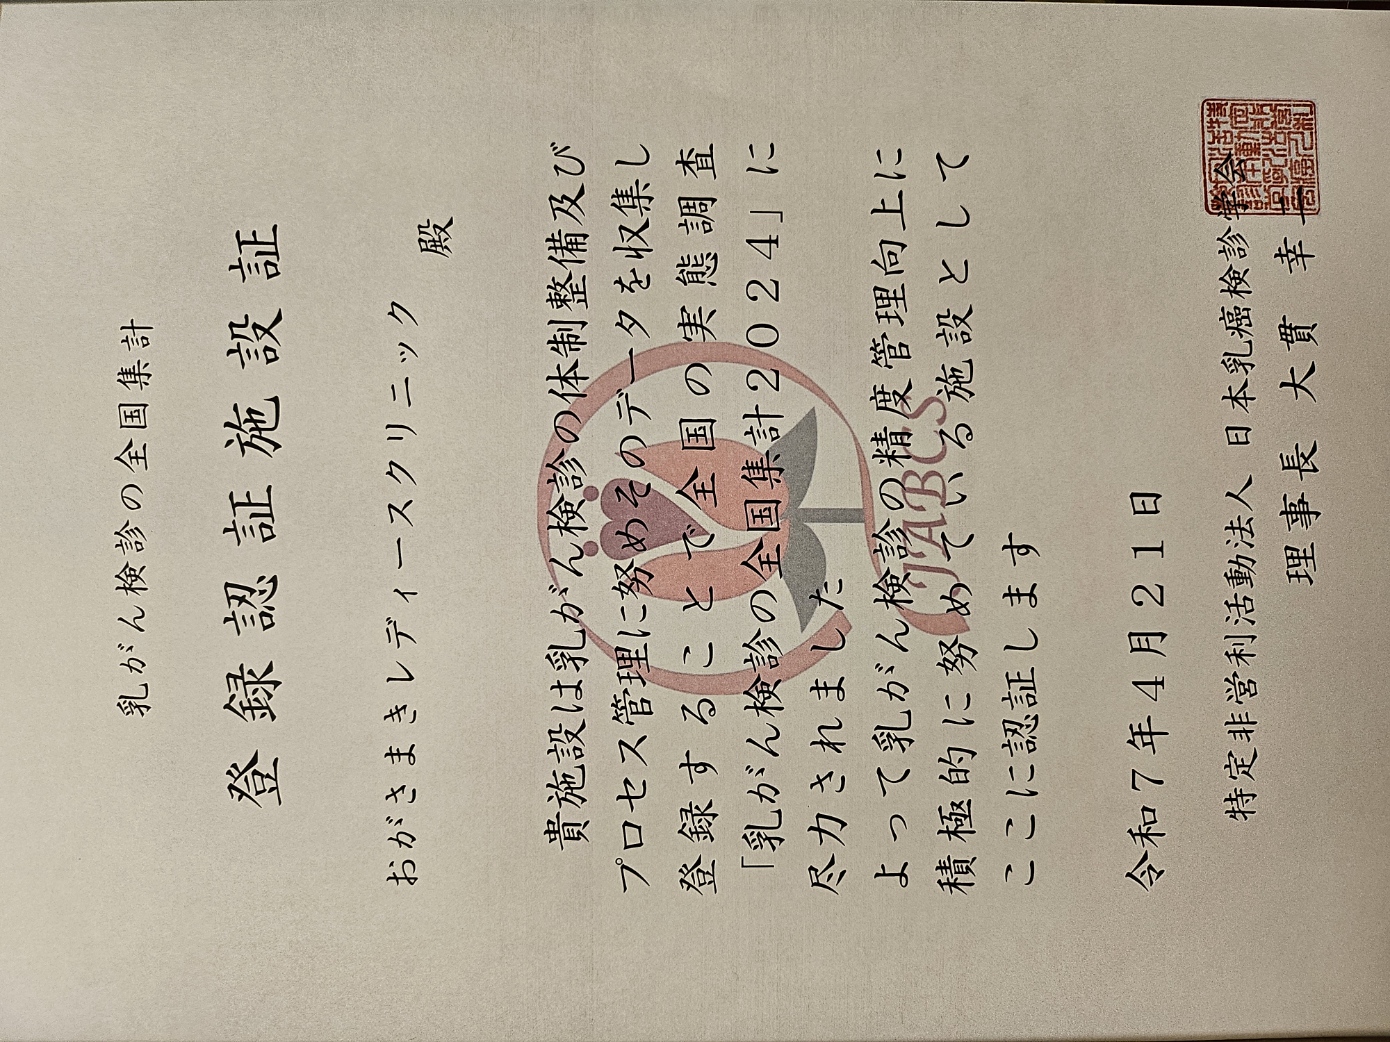 乳がん検診の全国集計
登録認証施設証
おがさまきレディースクリニック
殿
貴施設は乳がん検診の体制整備及び
プロセス管理に努めそのデータを収集し
登録することで全国の実態調査
「乳がん検診の全国集計2024」に
尽力されました
よって乳がん検診の精度管理向上に
積極的に努めている施設として
ここに認証します
JABCS
令和7年4月21日
特定非営利活動法人 日本乳癌検診学会
理事長 大貫 幸二